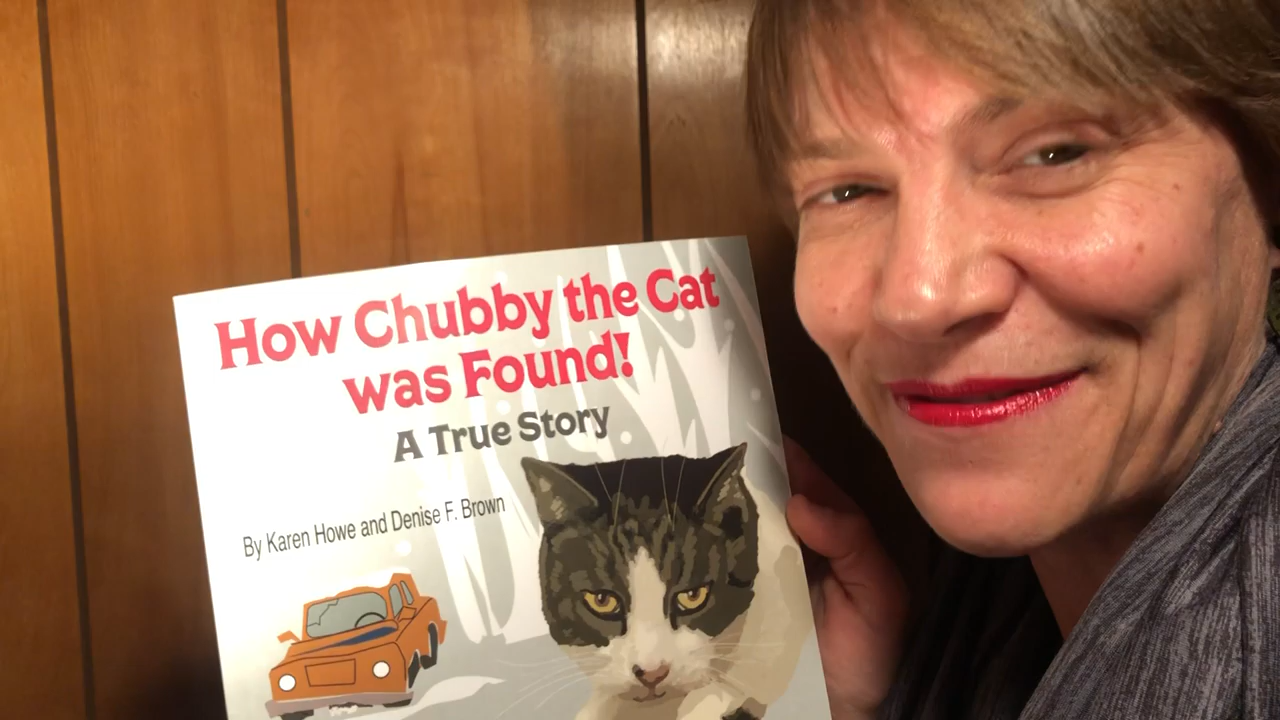 How Chubby the Cat
was Found!
A True Story
By Karen Howe and Denise F. Brown